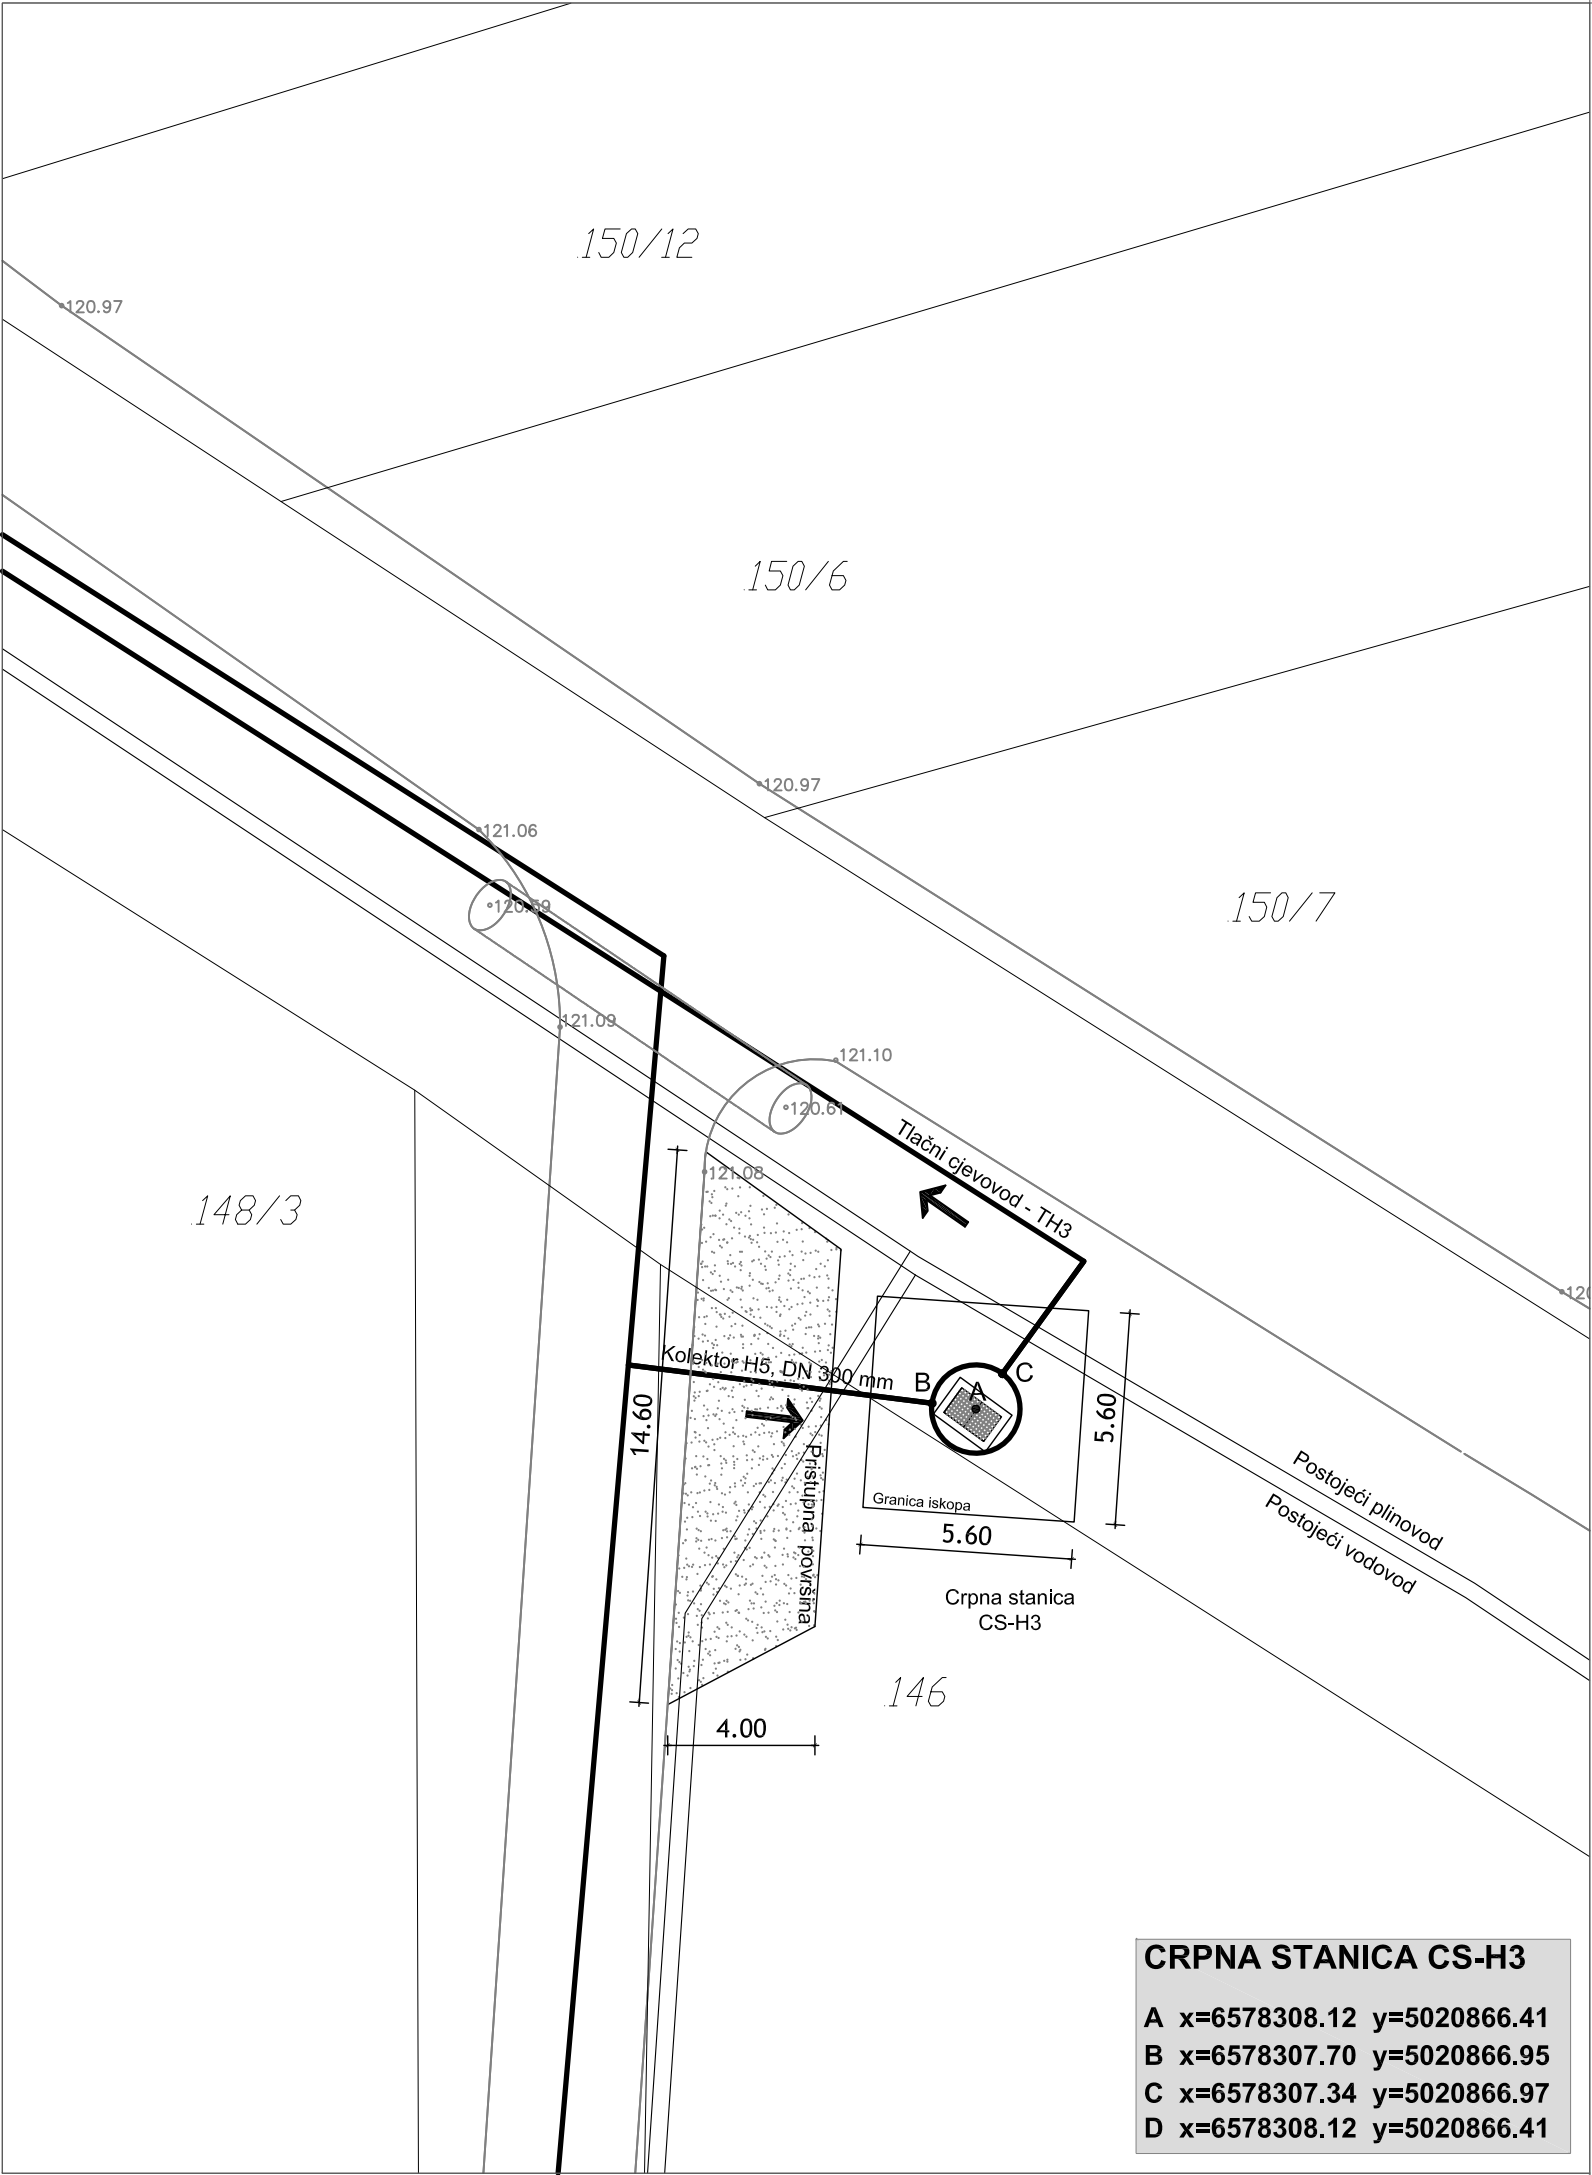 150/12
120.97
150/6
120.97
121.06
150/7
121.09
121.10
120.61
Tlačni cjevovod - TH3
121.08
148/3
Kolektor H5, DN 300 mm
B
A
C
14.60
5.60
Pristupna površina
Granica iskopa
5.60
Postojeći plinovod
Postojeći vodovod
Crpna stanica
CS-H3
146
4.00
CRPNA STANICA CS-H3
A x=6578308.12 y=5020866.41
B x=6578307.70 y=5020866.95
C x=6578307.34 y=5020866.97
D x=6578308.12 y=5020866.41